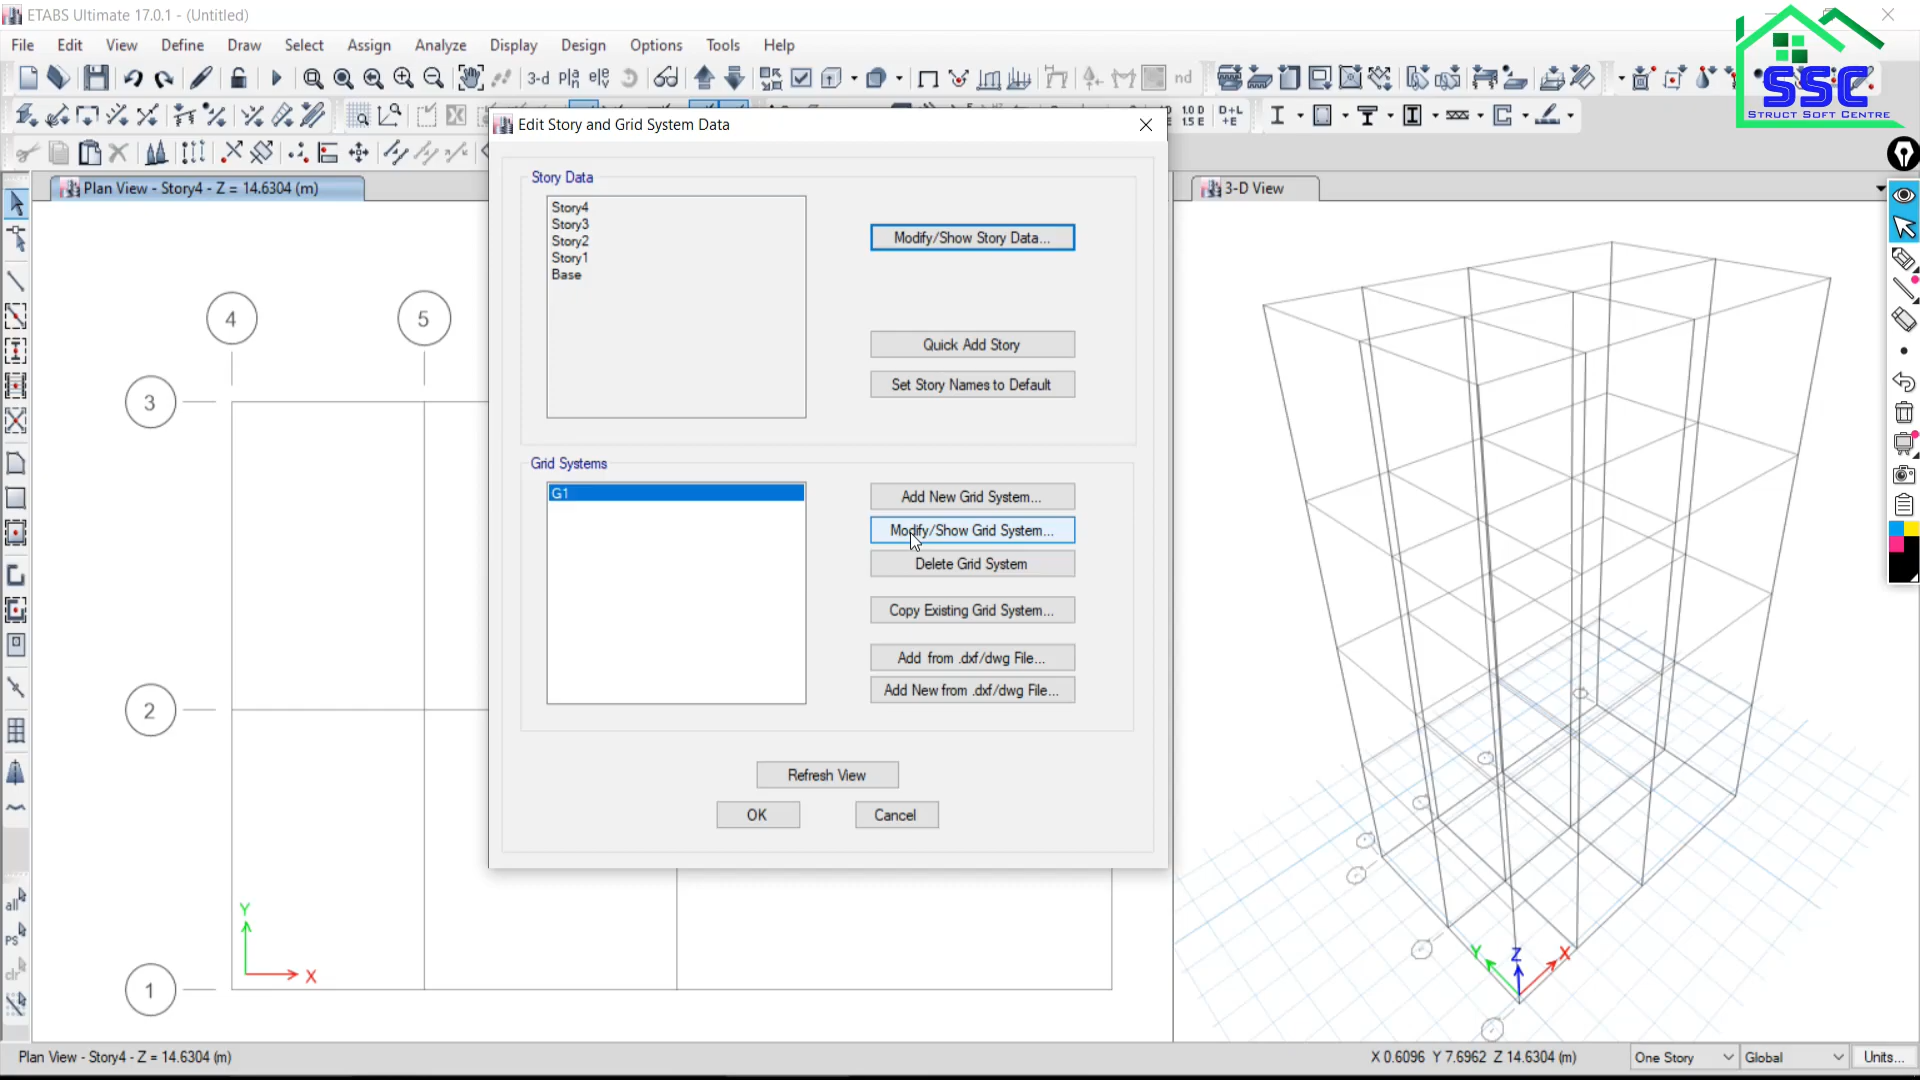 ETABS Ultimate 17.0.1 - (Untitled)
File Edit View Define Draw Select Assign Analyze Display Design Options Tools Help
3-d
nd
SSC
STRUCT SOFT CENTRE
Edit Story and Grid System Data
Plan View - Story4 - Z = 14.6304 (m)
3-D View
Story Data
Story4
Story3
Story2
Story1
Base
Modify/Show Story Data...
Quick Add Story
Set Story Names to Default
Grid Systems
G1
Add New Grid System...
Modify/Show Grid System...
Delete Grid System
Copy Existing Grid System...
Add from .dxf/dwg File...
Add New from .dxf/dwg File...
Refresh View
OK
Cancel
4
5
3
2
1
Y
X
Y
Z
X
all
PS
clr
Plan View - Story4 - Z = 14.6304 (m)
X 0.6096 Y 7.6962 Z 14.6304 (m)
One Story
Global
Units...